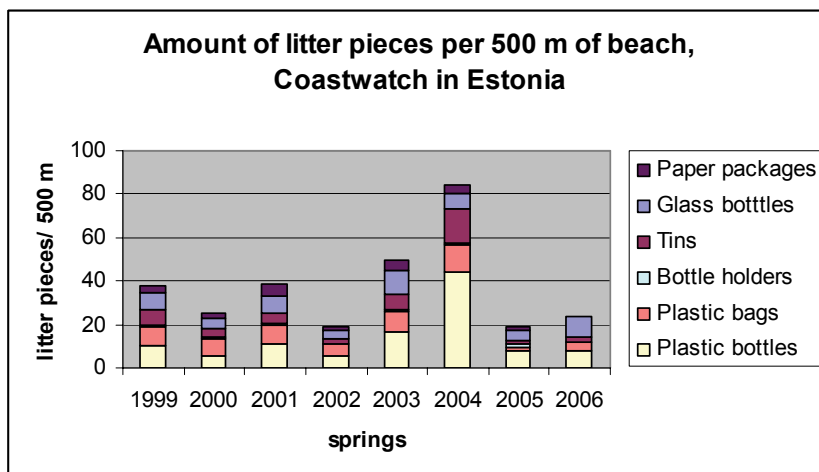 Amount of litter pieces per 500 m of beach,
Coastwatch in Estonia
litter pieces/ 500 m
100
80
60
40
20
0
1999 2000 2001 2002 2003 2004 2005 2006
springs
Paper packages
Glass botttles
Tins
Bottle holders
Plastic bags
Plastic bottles